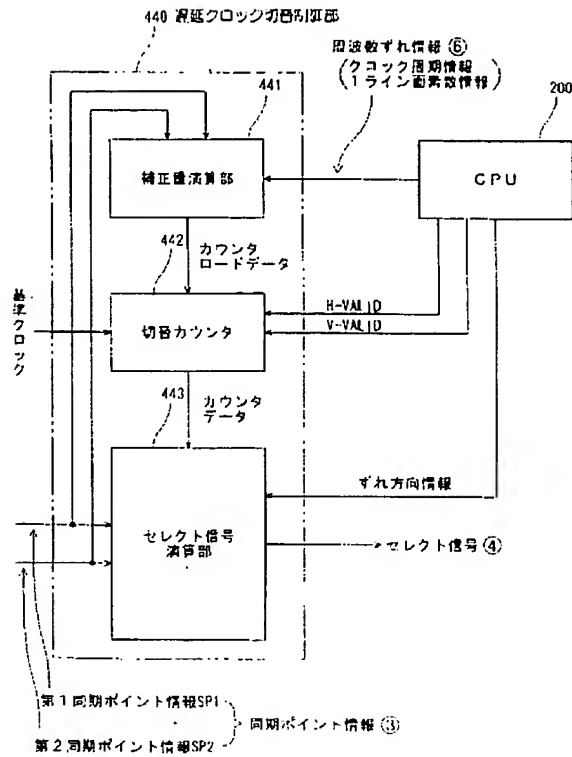 440 遅延クロック切替制御部
周波数ずれ情報⑥
(クロック周期情報
1ライン画素数情報)
441
200
補正量演算部
CPU
442
カウンタ
ロードデータ
基準クロック
H-VALID
V-VALID
切替カウンタ
443
カウンタ
データ
ずれ方向情報
セレクト信号
演算部
セレクト信号④
第1同期ポイント情報SP1
同期ポイント情報③
第2同期ポイント情報SP2